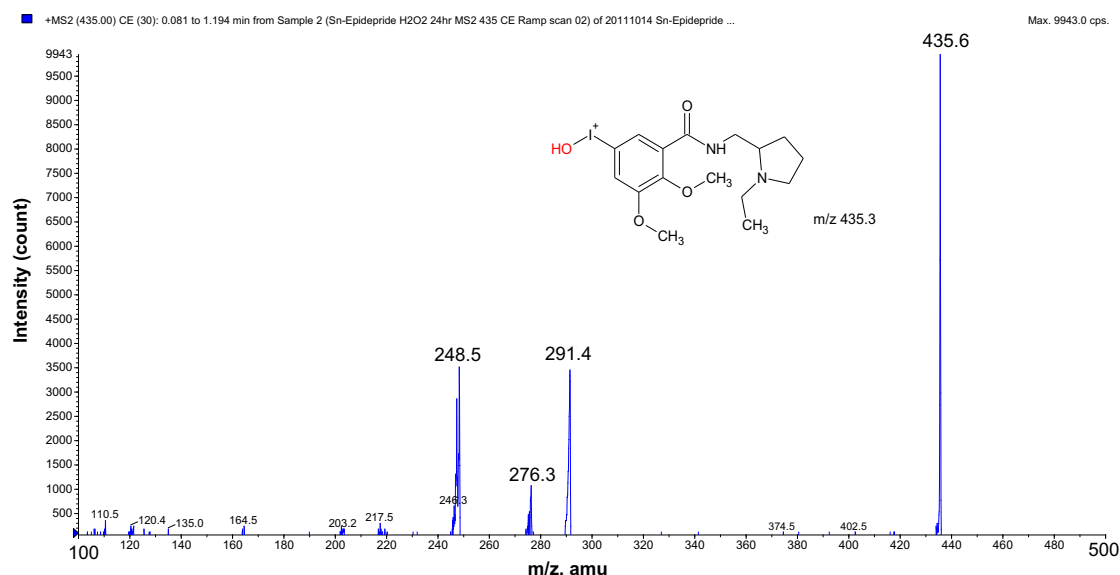 +MS2 (435.00) CE (30): 0.081 to 1.194 min from Sample 2 (Sn-Epidepride H2O2 24hr MS2 435 CE Ramp scan 02) of 20111014 Sn-Epidepride ...
Max. 9943.0 cps.
Intensity (count)
9943
9500
9000
8500
8000
7500
7000
6500
6000
5500
5000
4500
4000
3500
3000
2500
2000
1500
1000
500
435.6
O
I+
HO
NH
CH3
O
N
O
CH3
CH3
m/z 435.3
248.5
291.4
276.3
246.3
110.5
120.4
135.0
164.5
203.2
217.5
374.5
402.5
100 120 140 160 180 200 220 240 260 280 300 320 340 360 380 400 420 440 460 480 500
m/z, amu